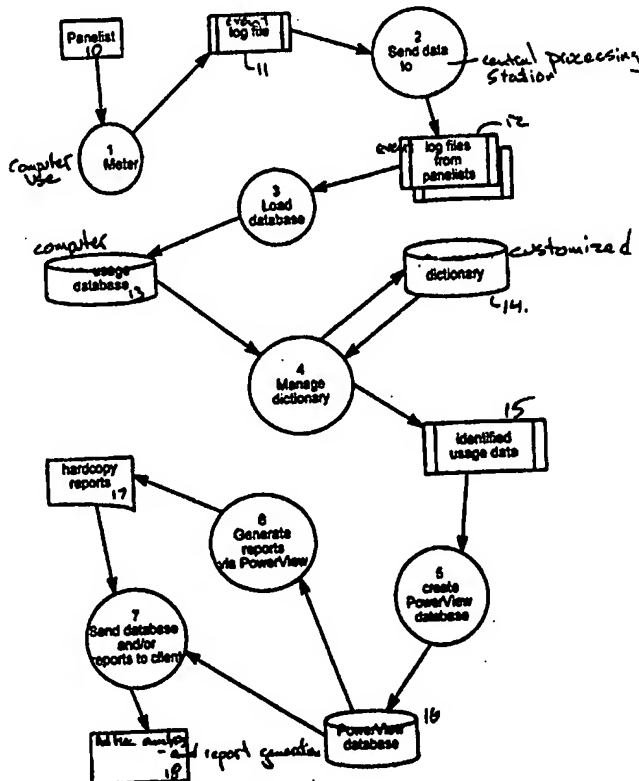 Panelist
10
event
log file
11
2
Send data
to
central processing
Station
1
Meter
computer
use
12
event
log files
from
panelists
3
Load
database
computer
usage
database
13
customized
dictionary
14.
4
Manage
dictionary
15
identified
usage data
hardcopy
reports
17
6
Generate
reports
via PowerView
5
create
PowerView
database
7
Send database
and/or
reports to client
PowerView
database
16
and report generation
18